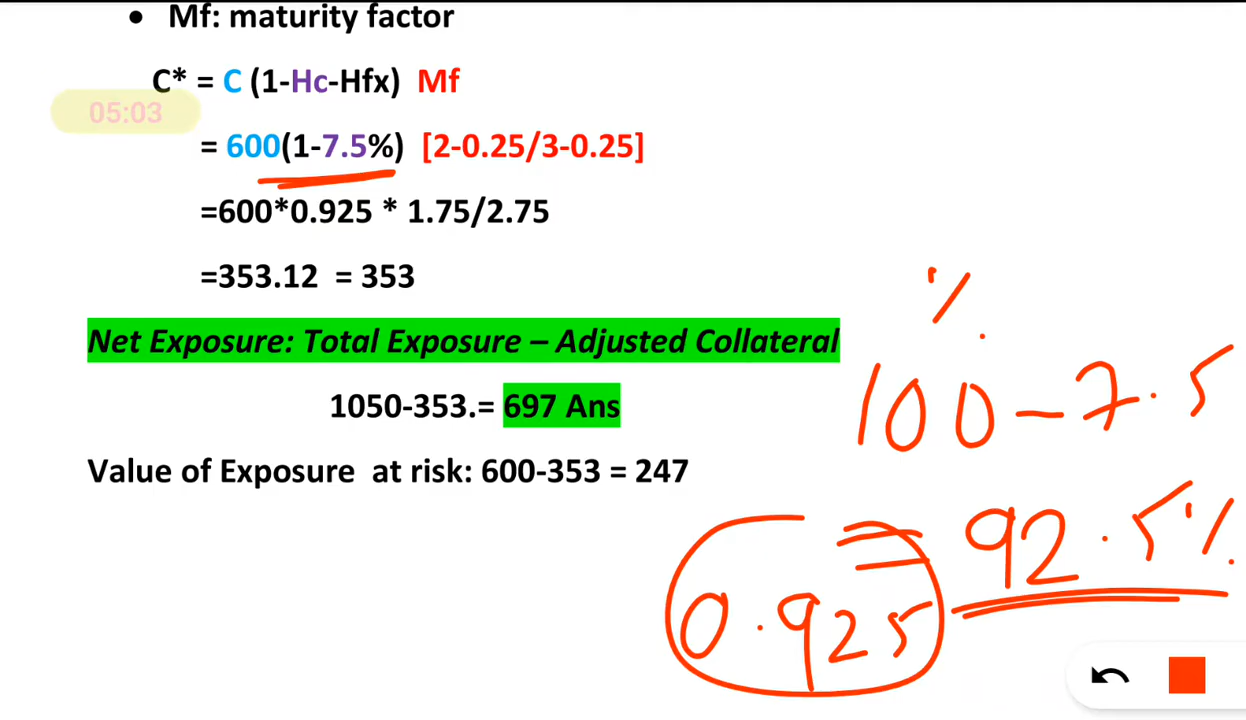 • Mf: maturity factor
C* = C (1-Hc-Hfx) Mf
05:03
= 600(1-7.5%) [2-0.25/3-0.25]
=600*0.925 * 1.75/2.75
=353.12 = 353
%
Net Exposure: Total Exposure – Adjusted Collateral
100-7.5
1050-353.= 697 Ans
Value of Exposure at risk: 600-353 = 247
= 92.5%
0.925